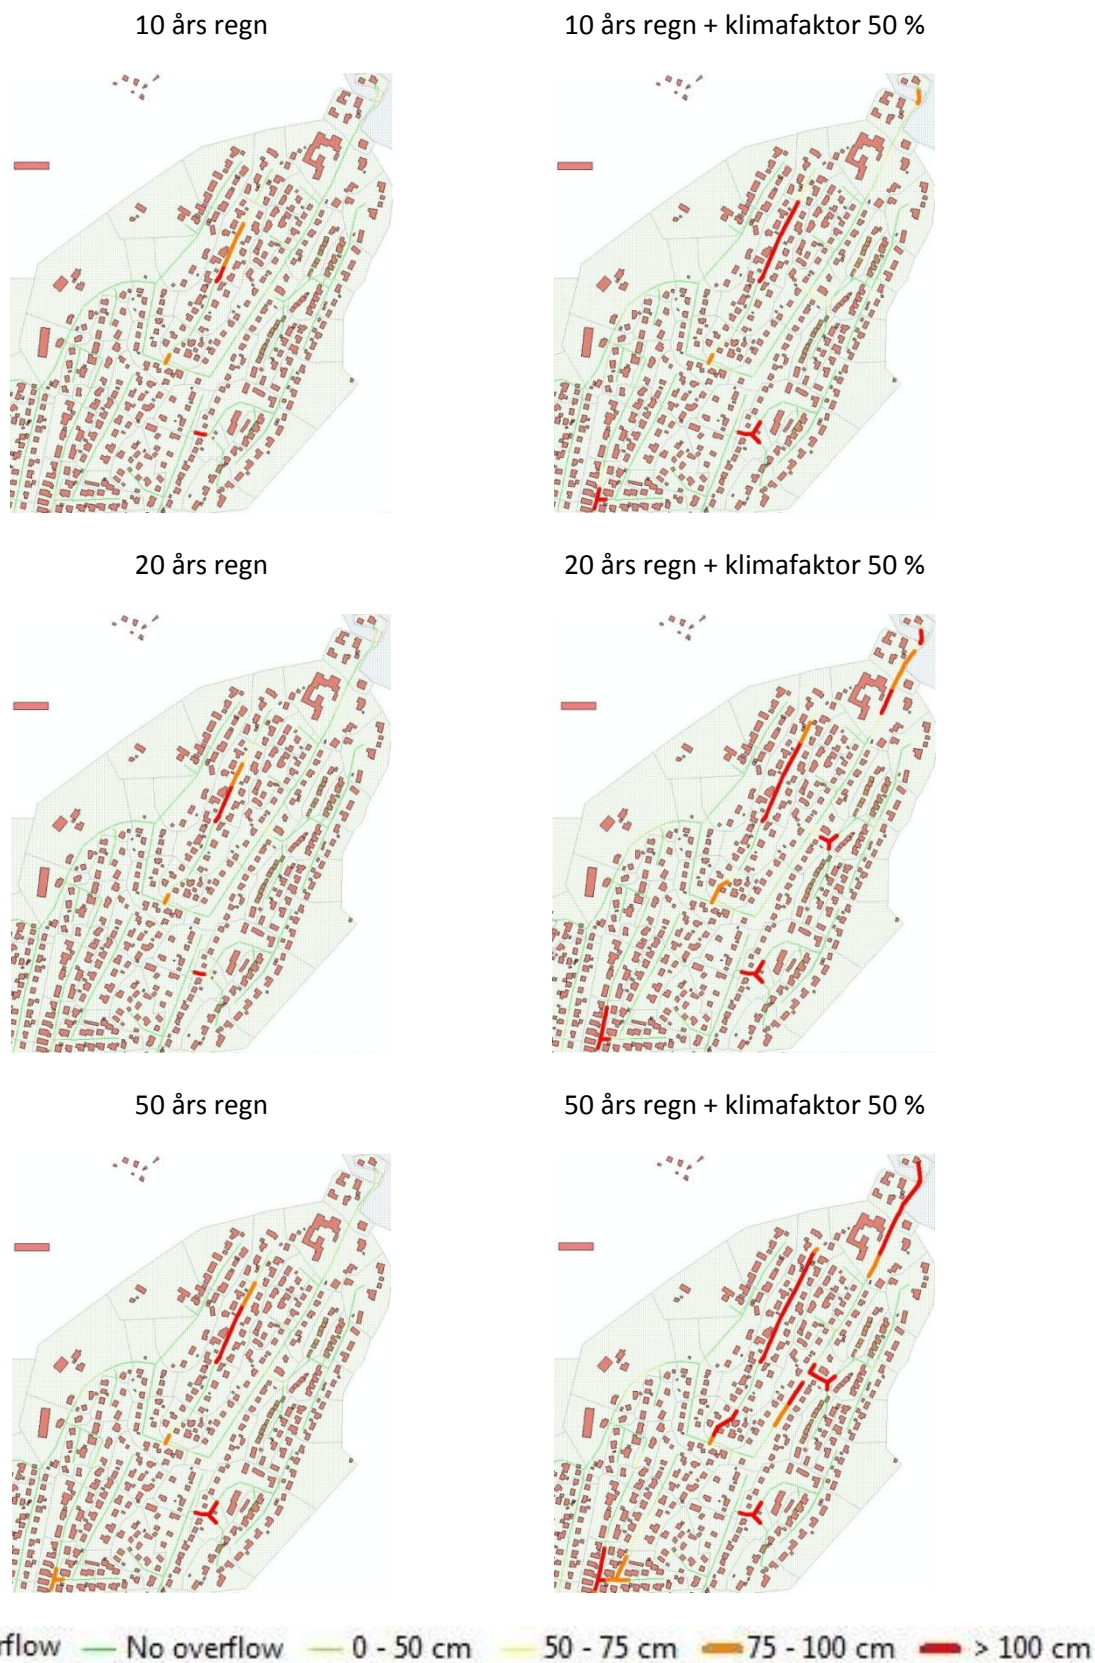 10 års regn
10 års regn + klimafaktor 50 %
20 års regn
20 års regn + klimafaktor 50 %
50 års regn
50 års regn + klimafaktor 50 %
rflow No overflow 0 - 50 cm 50 - 75 cm 75 - 100 cm > 100 cm